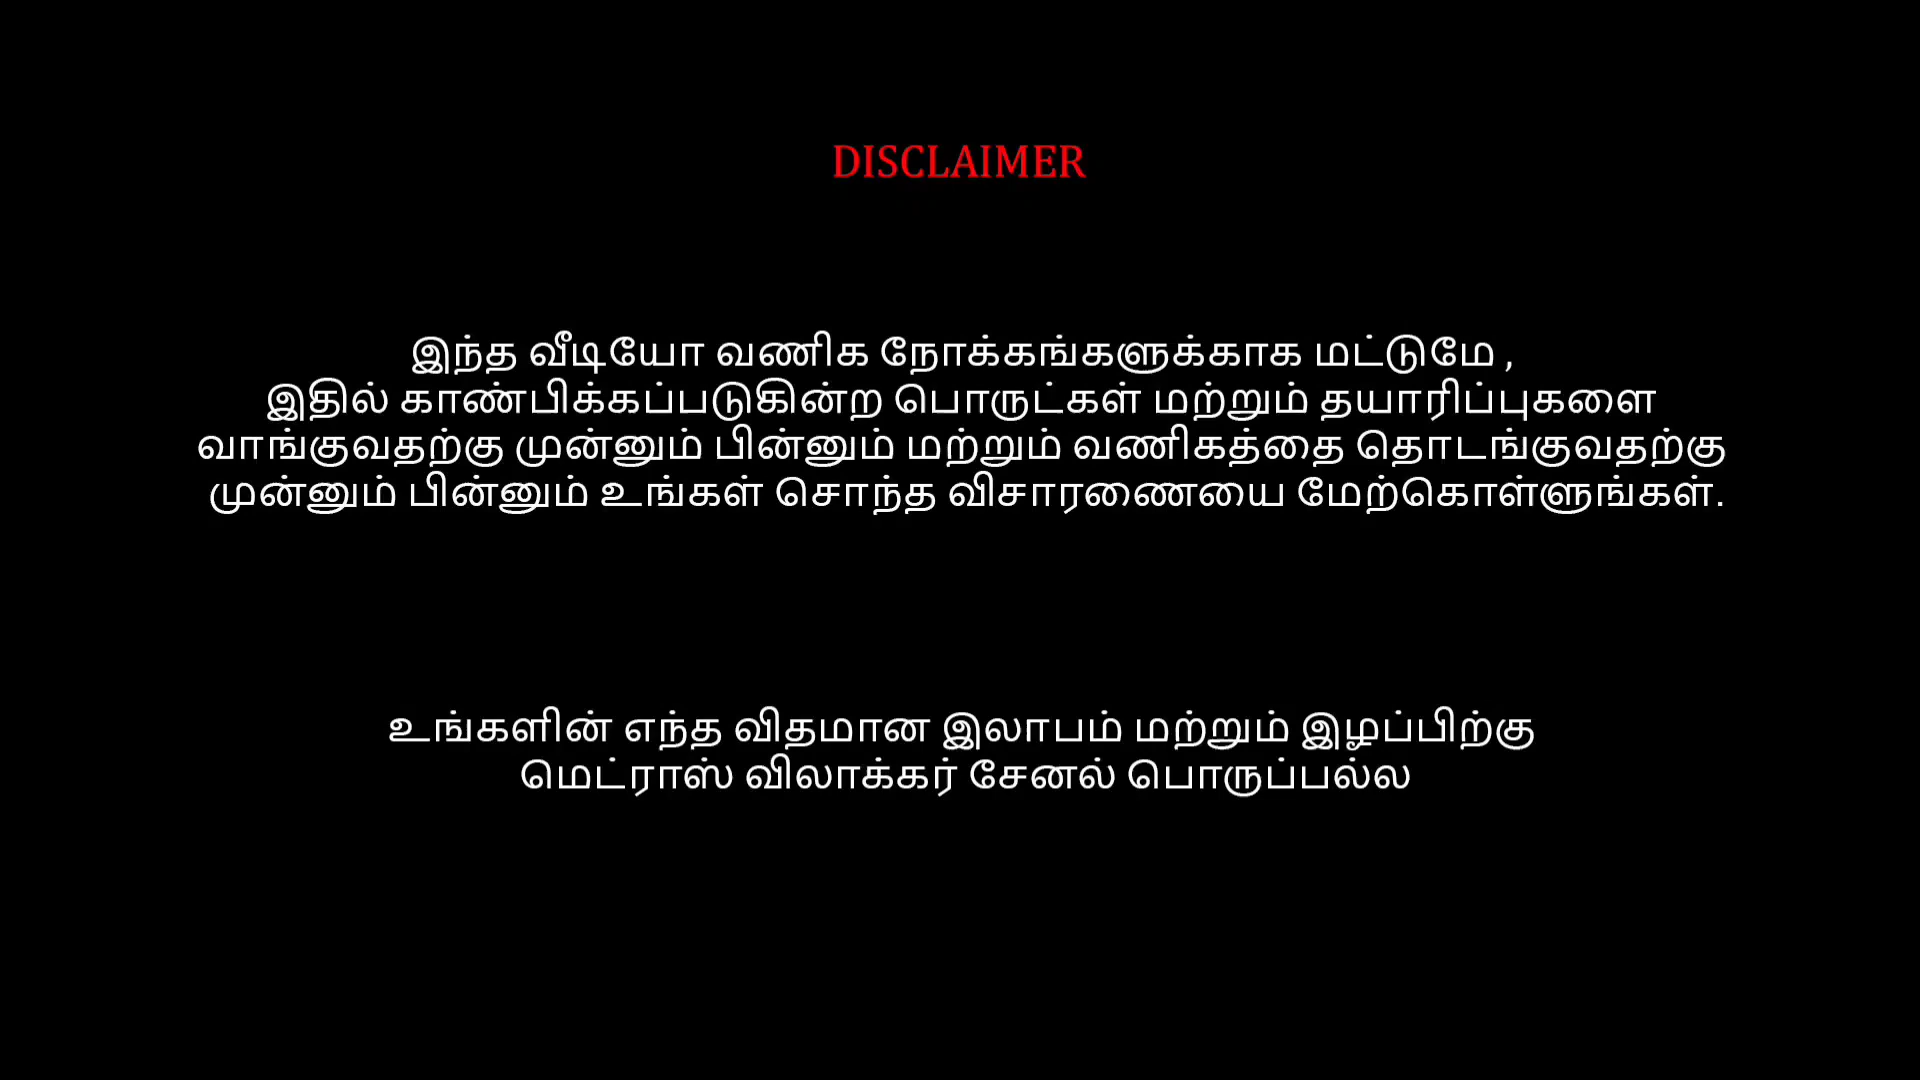 DISCLAIMER
இந்த வீடியோ வணிக நோக்கங்களுக்காக மட்டுமே ,
இதில் காண்பிக்கப்படுகின்ற பொருட்கள் மற்றும் தயாரிப்புகளை
வாங்குவதற்கு முன்னும் பின்னும் மற்றும் வணிகத்தை தொடங்குவதற்கு
முன்னும் பின்னும் உங்கள் சொந்த விசாரணையை மேற்கொள்ளுங்கள்.
உங்களின் எந்த விதமான இலாபம் மற்றும் இழப்பிற்கு
மெட்ராஸ் விலாக்கர் சேனல் பொருப்பல்ல